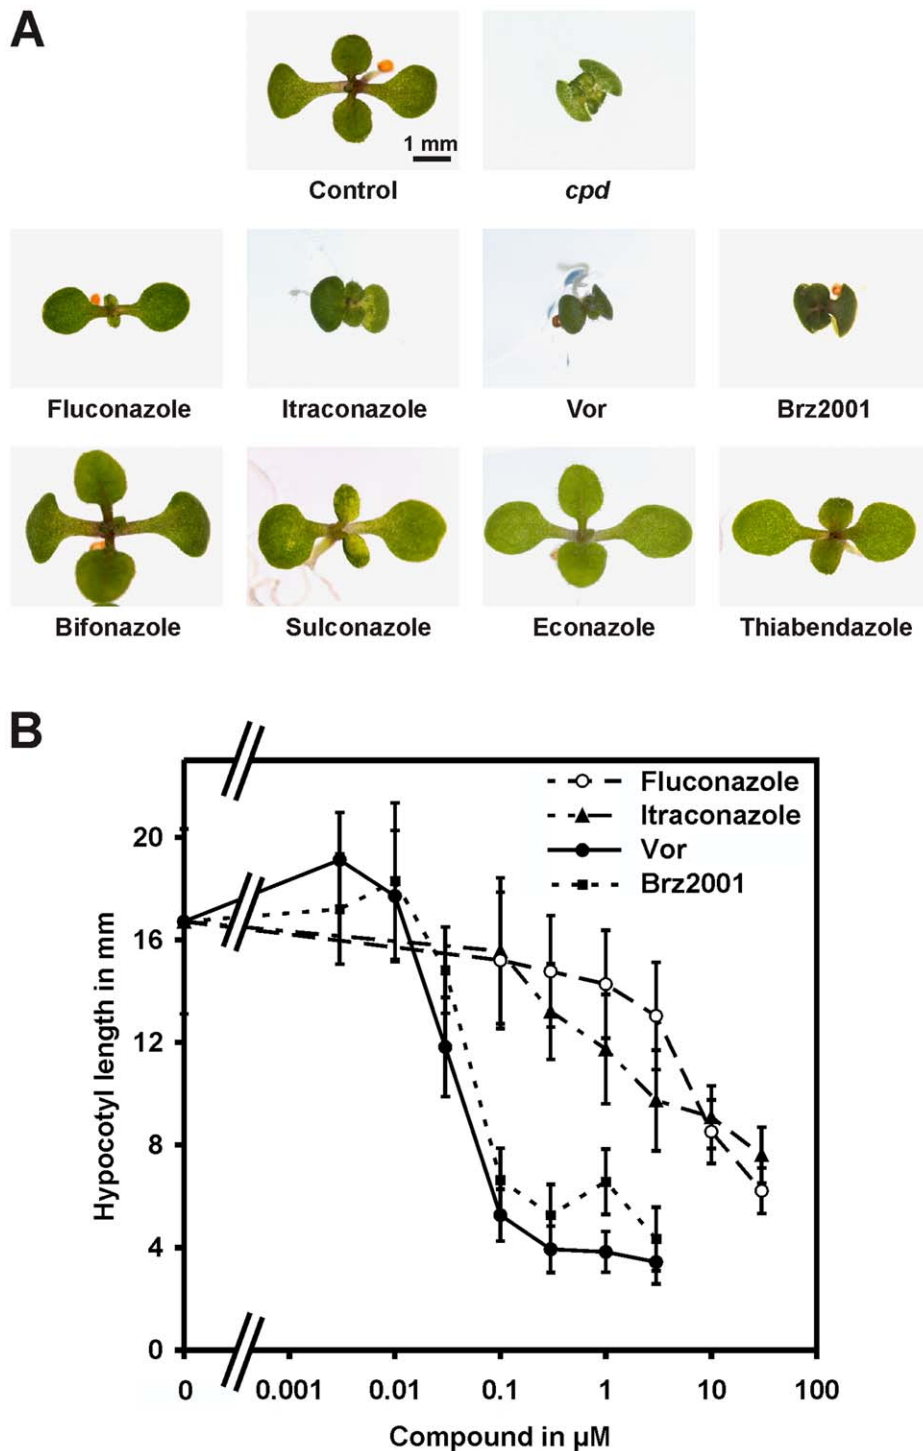 A
1 mm
Control
cpd
Fluconazole
Itraconazole
Vor
Brz2001
Bifonazole
Sulconazole
Econazole
Thiabendazole
B
Fluconazole
Itraconazole
Vor
Brz2001
Hypocotyl length in mm
20
16
12
8
4
0
0
0.001
0.01
0.1
1
10
100
Compound in µM